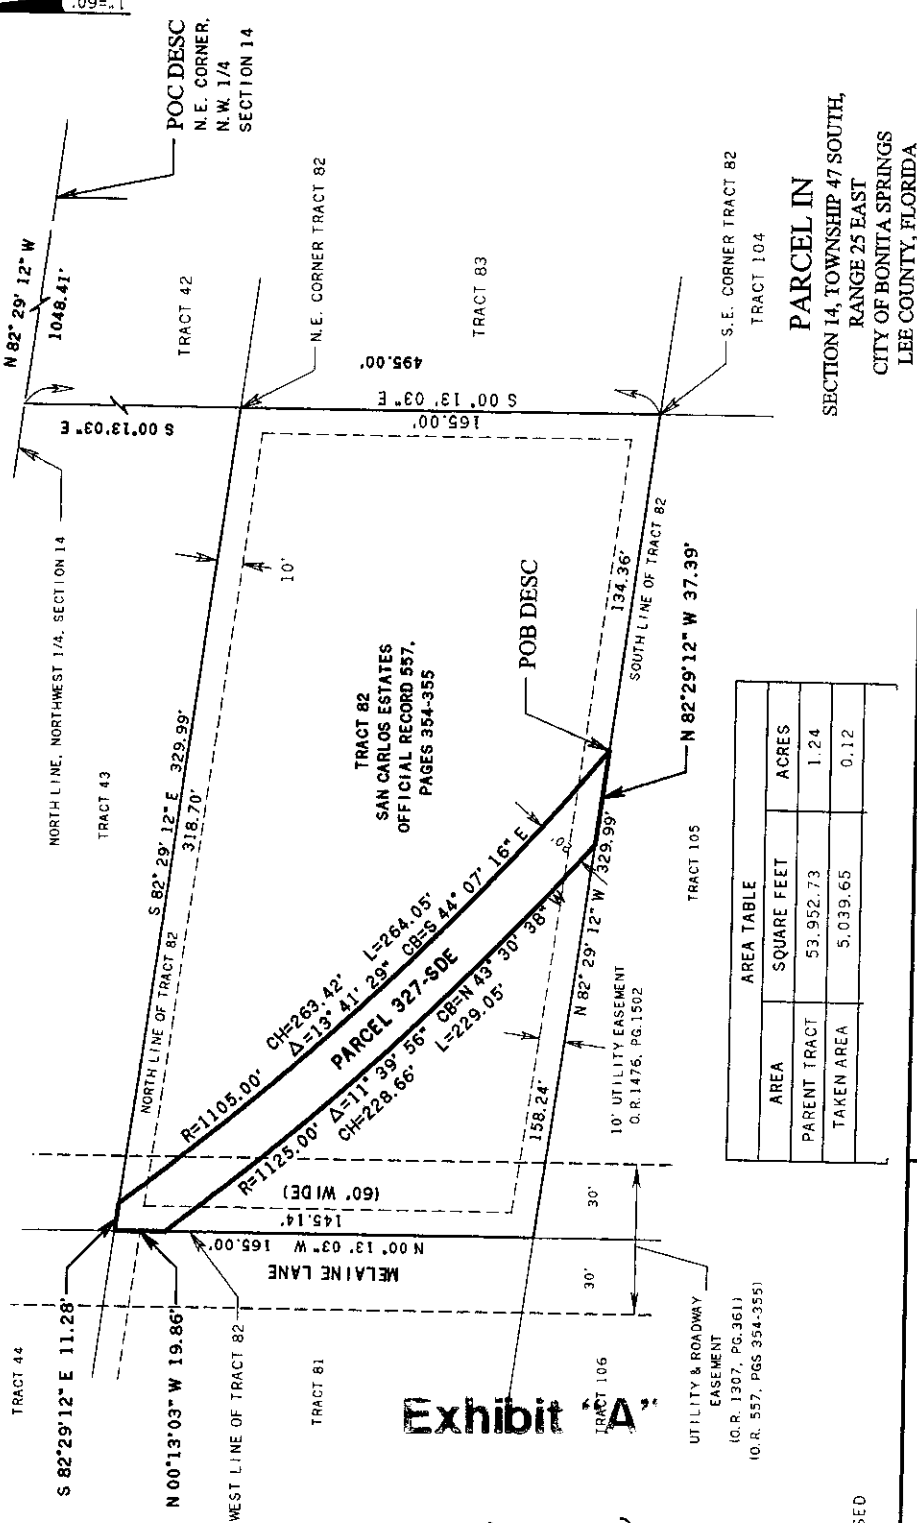 1"=60'
N 82° 29' 12" W
1048.41'
POC DESC
N.E. CORNER,
N.W. 1/4
SECTION 14
NORTH LINE, NORTHWEST 1/4, SECTION 14
S 00°13'03" E
TRACT 42
N.E. CORNER TRACT 82
TRACT 44
TRACT 43
S 82°29'12" E 11.28'
N 00°13'03" W 19.86'
WEST LINE OF TRACT 82
NORTH LINE OF TRACT 82
S 82° 29' 12" E 329.99'
318.70'
10'
S 00° 13' 03" E
165.00'
495.00'
TRACT 83
TRACT 82
SAN CARLOS ESTATES
OFFICIAL RECORD 557,
PAGES 354-355
R=1105.00' CH=263.42' L=264.05'
Δ=13° 41' 29" CB=S 44° 07' 16" E
PARCEL 327-SDE
R=1125.00' Δ=11° 39' 56" CB=N 43° 30' 38" W
CH=228.66' L=229.05'
20'
POB DESC
MELAINE LANE
N 00° 13' 03" W 165.00'
145.14'
(60' WIDE)
30'
30'
TRACT 81
158.24'
N 82° 29' 12" W 329.99'
134.36'
SOUTH LINE OF TRACT 82
N 82°29'12" W 37.39'
S.E. CORNER TRACT 82
TRACT 104
TRACT 105
TRACT 106
10' UTILITY EASEMENT
O.R.1476, PG.1502
UTILITY & ROADWAY
EASEMENT
(O.R. 1307, PG.361)
(O.R. 557, PGS 354-355)
Exhibit "A"
AREA TABLE
AREA SQUARE FEET ACRES
PARENT TRACT 53,952.73 1.24
TAKEN AREA 5,039.65 0.12
PARCEL IN
SECTION 14, TOWNSHIP 47 SOUTH,
RANGE 25 EAST
CITY OF BONITA SPRINGS
LEE COUNTY, FLORIDA
SED